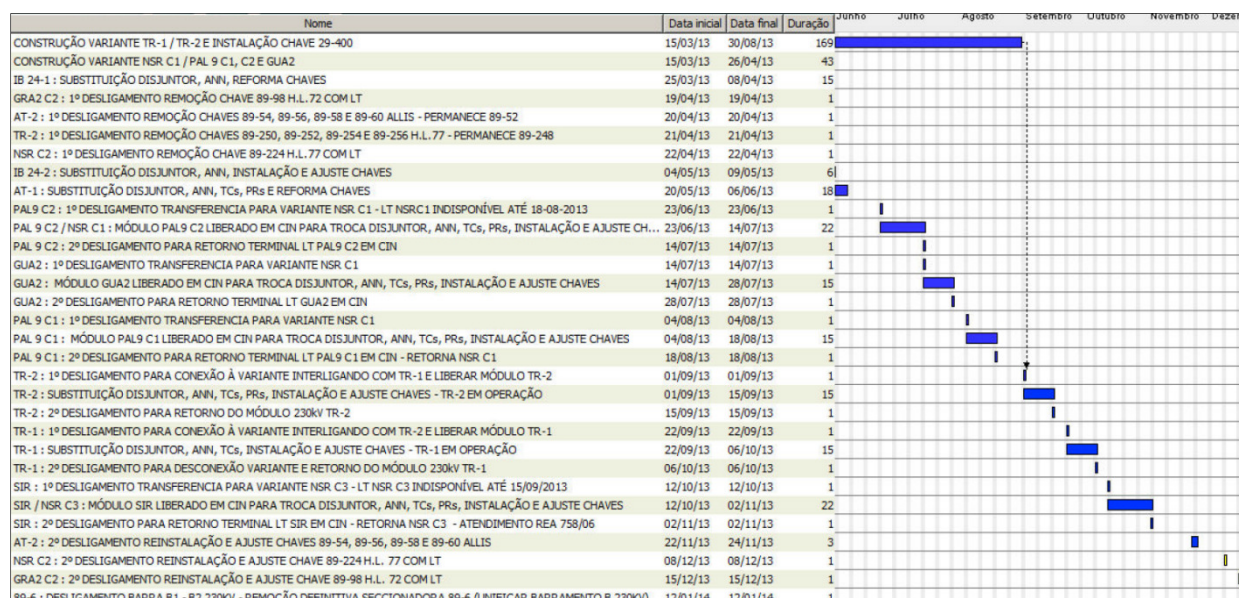 Nome Data inicial Data final Duração Junho Julho Agosto Setembro Outubro Novembro Dezem
CONSTRUÇÃO VARIANTE TR-1 / TR-2 E INSTALAÇÃO CHAVE 29-400 15/03/13 30/08/13 169
CONSTRUÇÃO VARIANTE NSR C1 / PAL 9 C1, C2 E GUA2 15/03/13 26/04/13 43
IB 24-1 : SUBSTITUIÇÃO DISJUNTOR, ANN, REFORMA CHAVES 25/03/13 08/04/13 15
GRA2 C2 : 1º DESLIGAMENTO REMOÇÃO CHAVE 89-98 H.L.72 COM LT 19/04/13 19/04/13 1
AT-2 : 1º DESLIGAMENTO REMOÇÃO CHAVES 89-54, 89-56, 89-58 E 89-60 ALLIS - PERMANECE 89-52 20/04/13 20/04/13 1
TR-2 : 1º DESLIGAMENTO REMOÇÃO CHAVES 89-250, 89-252, 89-254 E 89-256 H.L.77 - PERMANECE 89-248 21/04/13 21/04/13 1
NSR C2 : 1º DESLIGAMENTO REMOÇÃO CHAVE 89-224 H.L.77 COM LT 22/04/13 22/04/13 1
IB 24-2 : SUBSTITUIÇÃO DISJUNTOR, ANN, INSTALAÇÃO E AJUSTE CHAVES 04/05/13 09/05/13 6
AT-1 : SUBSTITUIÇÃO DISJUNTOR, ANN, TCs, PRs E REFORMA CHAVES 20/05/13 06/06/13 18
PAL9 C2 : 1º DESLIGAMENTO TRANSFERENCIA PARA VARIANTE NSR C1 - LT NSRC1 INDISPONÍVEL ATÉ 18-08-2013 23/06/13 23/06/13 1
PAL 9 C2 / NSR C1 : MÓDULO PAL9 C2 LIBERADO EM CIN PARA TROCA DISJUNTOR, ANN, TCs, PRs, INSTALAÇÃO E AJUSTE CH... 23/06/13 14/07/13 22
PAL 9 C2 : 2º DESLIGAMENTO PARA RETORNO TERMINAL LT PAL9 C2 EM CIN 14/07/13 14/07/13 1
GUA2 : 1º DESLIGAMENTO TRANSFERENCIA PARA VARIANTE NSR C1 14/07/13 14/07/13 1
GUA2 : MÓDULO GUA2 LIBERADO EM CIN PARA TROCA DISJUNTOR, ANN, TCs, PRs, INSTALAÇÃO E AJUSTE CHAVES 14/07/13 28/07/13 15
GUA2 : 2º DESLIGAMENTO PARA RETORNO TERMINAL LT GUA2 EM CIN 28/07/13 28/07/13 1
PAL 9 C1 : 1º DESLIGAMENTO TRANSFERENCIA PARA VARIANTE NSR C1 04/08/13 04/08/13 1
PAL 9 C1 : MÓDULO PAL9 C1 LIBERADO EM CIN PARA TROCA DISJUNTOR, ANN, TCs, PRs, INSTALAÇÃO E AJUSTE CHAVES 04/08/13 18/08/13 15
PAL 9 C1 : 2º DESLIGAMENTO PARA RETORNO TERMINAL LT PAL9 C1 EM CIN - RETORNA NSR C1 18/08/13 18/08/13 1
TR-2 : 1º DESLIGAMENTO PARA CONEXÃO À VARIANTE INTERLIGANDO COM TR-1 E LIBERAR MÓDULO TR-2 01/09/13 01/09/13 1
TR-2 : SUBSTITUIÇÃO DISJUNTOR, ANN, TCs, PRs, INSTALAÇÃO E AJUSTE CHAVES - TR-2 EM OPERAÇÃO 01/09/13 15/09/13 15
TR-2 : 2º DESLIGAMENTO PARA RETORNO DO MÓDULO 230kV TR-2 15/09/13 15/09/13 1
TR-1 : 1º DESLIGAMENTO PARA CONEXÃO À VARIANTE INTERLIGANDO COM TR-2 E LIBERAR MÓDULO TR-1 22/09/13 22/09/13 1
TR-1 : SUBSTITUIÇÃO DISJUNTOR, ANN, TCs, INSTALAÇÃO E AJUSTE CHAVES - TR-1 EM OPERAÇÃO 22/09/13 06/10/13 15
TR-1 : 2º DESLIGAMENTO PARA DESCONEXÃO VARIANTE E RETORNO DO MÓDULO 230kV TR-1 06/10/13 06/10/13 1
SIR : 1º DESLIGAMENTO TRANSFERENCIA PARA VARIANTE NSR C3 - LT NSR C3 INDISPONÍVEL ATÉ 15/09/2013 12/10/13 12/10/13 1
SIR / NSR C3 : MÓDULO SIR LIBERADO EM CIN PARA TROCA DISJUNTOR, ANN, TCs, PRs, INSTALAÇÃO E AJUSTE CHAVES 12/10/13 02/11/13 22
SIR : 2º DESLIGAMENTO PARA RETORNO TERMINAL LT SIR EM CIN - RETORNA NSR C3 - ATENDIMENTO REA 758/06 02/11/13 02/11/13 1
AT-2 : 2º DESLIGAMENTO REINSTALAÇÃO E AJUSTE CHAVES 89-54, 89-56, 89-58 E 89-60 ALLIS 22/11/13 24/11/13 3
NSR C2 : 2º DESLIGAMENTO REINSTALAÇÃO E AJUSTE CHAVE 89-224 H.L. 77 COM LT 08/12/13 08/12/13 1
GRA2 C2 : 2º DESLIGAMENTO REINSTALAÇÃO E AJUSTE CHAVE 89-98 H.L. 72 COM LT 15/12/13 15/12/13 1
89-6 : DESLIGAMENTO BARRA B1 - B2 230KV - REMOÇÃO DEFINITIVA SECCIONADORA 89-6 (UNIFICAR BARRAMENTO B 230KV) 12/01/14 12/01/14 1